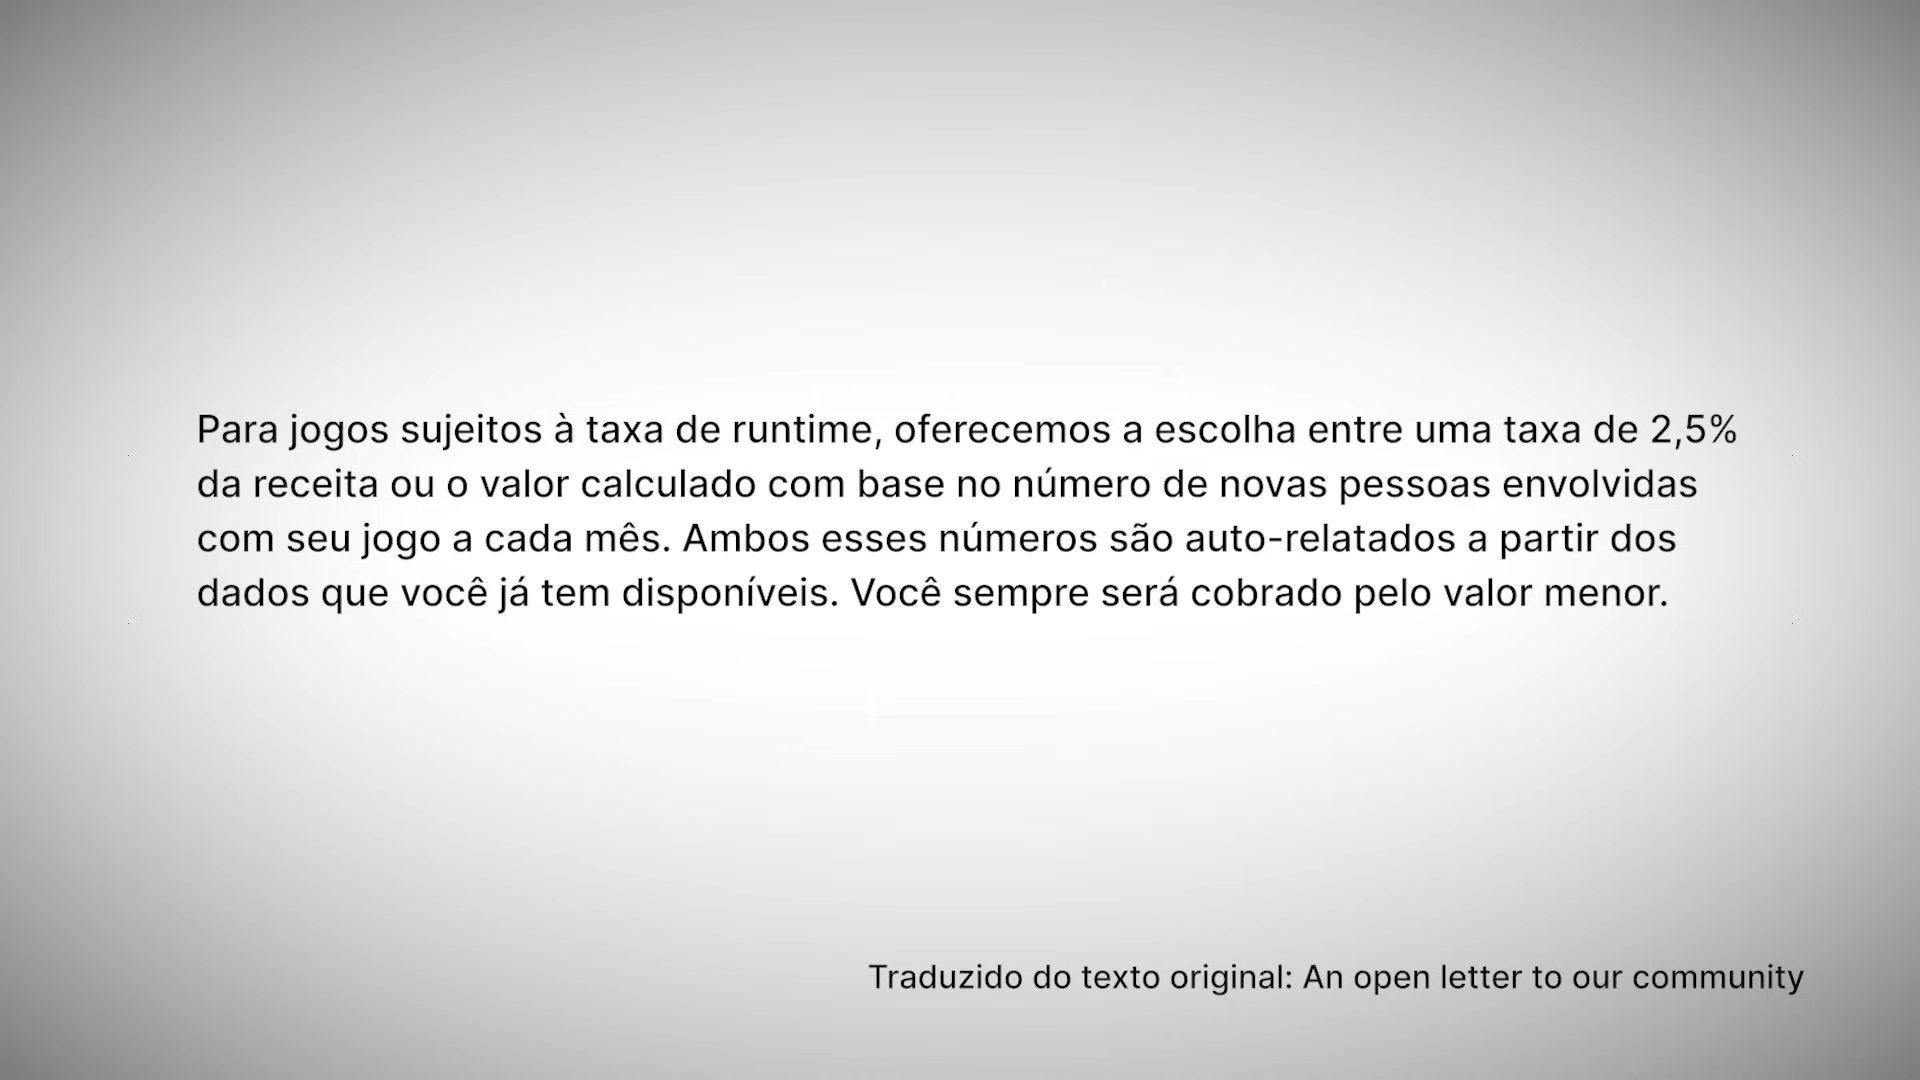 Para jogos sujeitos à taxa de runtime, oferecemos a escolha entre uma taxa de 2,5%
da receita ou o valor calculado com base no número de novas pessoas envolvidas
com seu jogo a cada mês. Ambos esses números são auto-relatados a partir dos
dados que você já tem disponíveis. Você sempre será cobrado pelo valor menor.
Traduzido do texto original: An open letter to our community